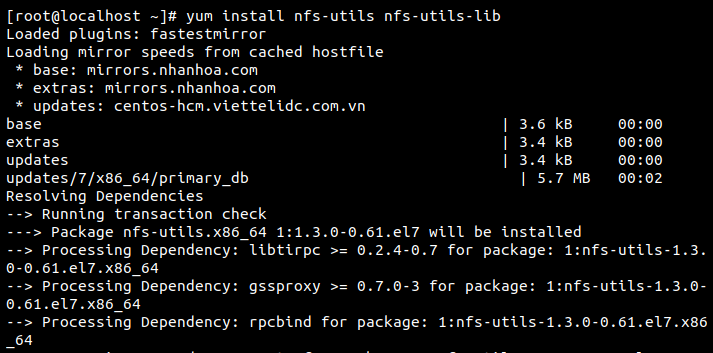 [root@localhost ~]# yum install nfs-utils nfs-utils-lib
Loaded plugins: fastestmirror
Loading mirror speeds from cached hostfile
 * base: mirrors.nhanhoa.com
 * extras: mirrors.nhanhoa.com
 * updates: centos-hcm.viettelidc.com.vn
base | 3.6 kB 00:00
extras | 3.4 kB 00:00
updates | 3.4 kB 00:00
updates/7/x86_64/primary_db | 5.7 MB 00:02
Resolving Dependencies
--> Running transaction check
---> Package nfs-utils.x86_64 1:1.3.0-0.61.el7 will be installed
--> Processing Dependency: libtirpc >= 0.2.4-0.7 for package: 1:nfs-utils-1.3.
0-0.61.el7.x86_64
--> Processing Dependency: gssproxy >= 0.7.0-3 for package: 1:nfs-utils-1.3.0-
0.61.el7.x86_64
--> Processing Dependency: rpcbind for package: 1:nfs-utils-1.3.0-0.61.el7.x86
_64